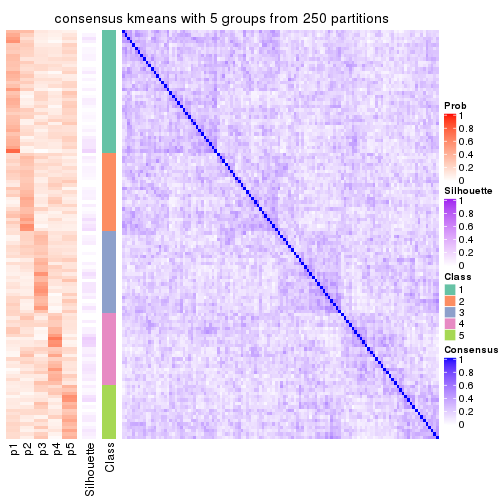 consensus kmeans with 5 groups from 250 partitions
Prob
1
0.8
0.6
0.4
0.2
0
Silhouette
1
0.8
0.6
0.4
0.2
0
Class
1
2
3
4
5
Consensus
1
0.8
0.6
0.4
0.2
0
p1
p2
p3
p4
p5
Silhouette
Class